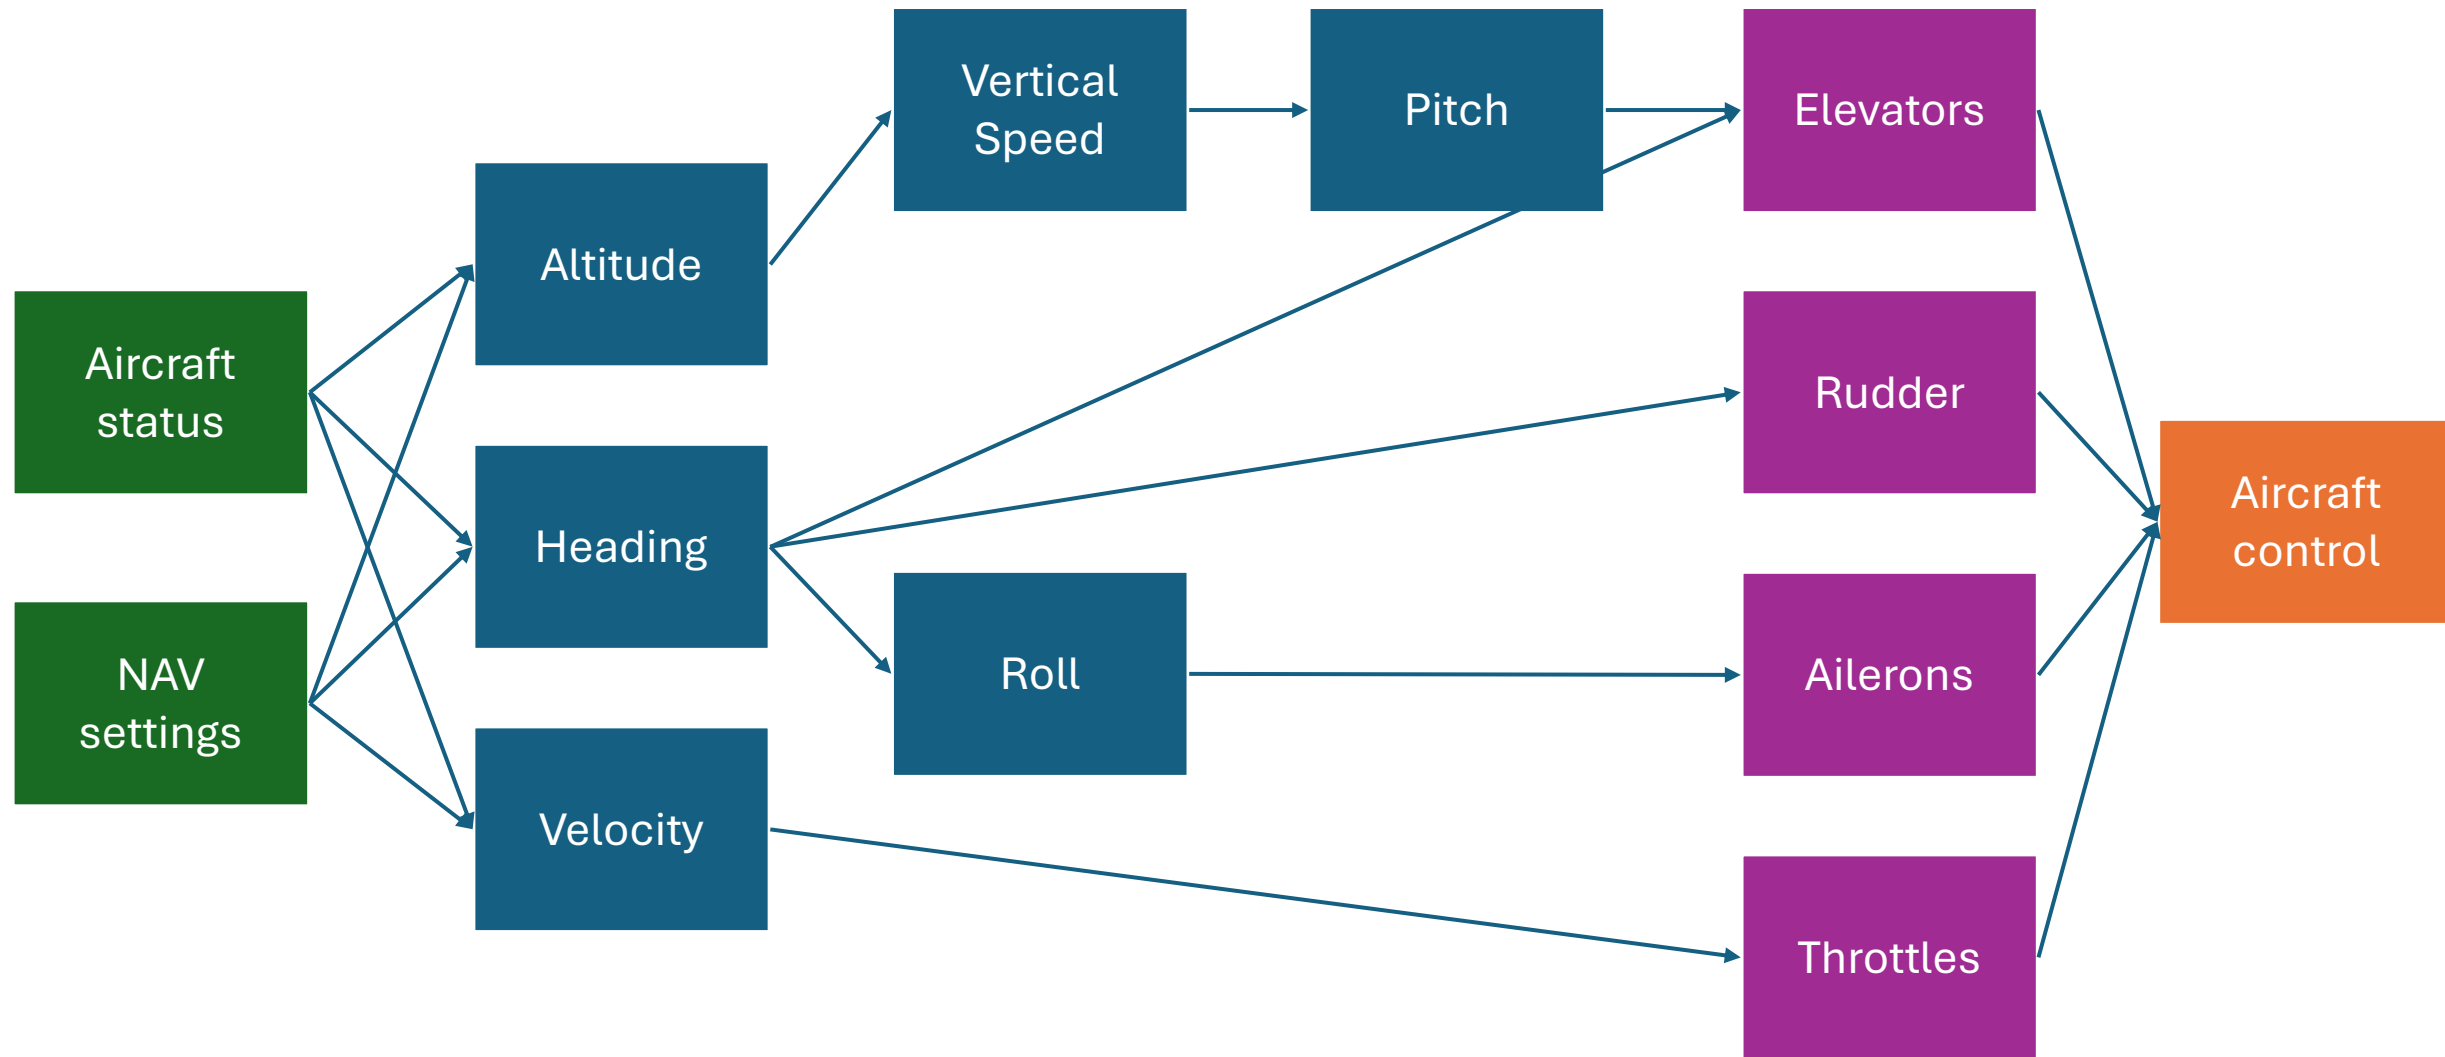 Vertical
Speed
Pitch
Elevators
Altitude
Aircraft
status
Rudder
Heading
Aircraft
control
NAV
settings
Roll
Ailerons
Velocity
Throttles